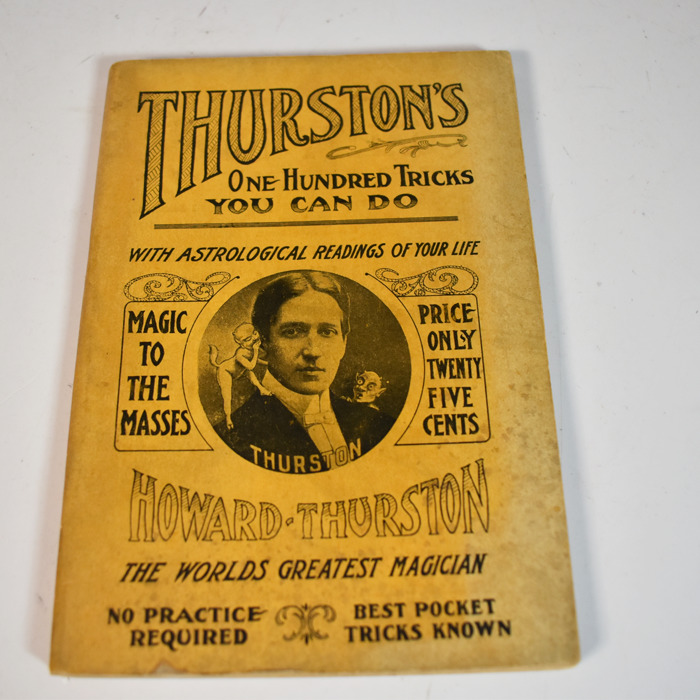 THURSTON'S
ONE HUNDRED TRICKS
YOU CAN DO
WITH ASTROLOGICAL READINGS OF YOUR LIFE
MAGIC
TO
THE
MASSES
PRICE
ONLY
TWENTY
FIVE
CENTS
THURSTON
HOWARD-THURSTON
THE WORLDS GREATEST MAGICIAN
NO PRACTICE
REQUIRED
BEST POCKET
TRICKS KNOWN